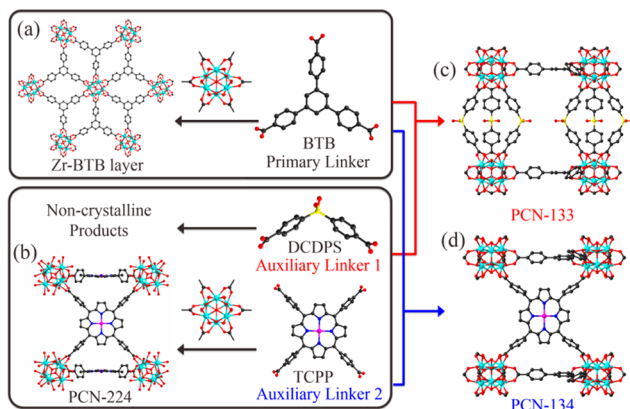 (a)
Zr-BTB layer
BTB
Primary Linker
(c)
PCN-133
Non-crystalline
Products
DCDPS
Auxiliary Linker 1
(b)
PCN-224
TCPP
Auxiliary Linker 2
(d)
PCN-134